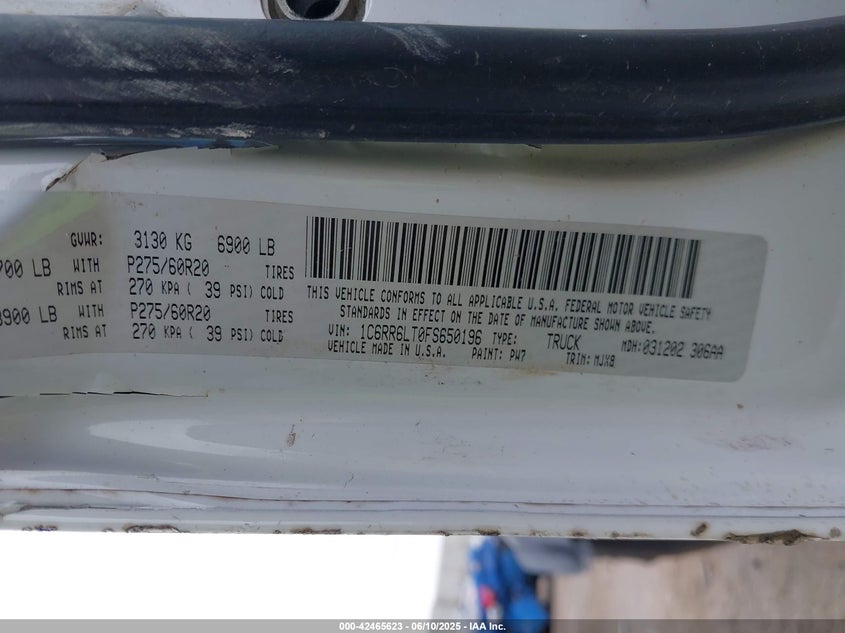 GVWR: 3130 KG 6900 LB
700 LB WITH P275/60R20 TIRES
RIMS AT 270 KPA ( 39 PSI) COLD
3900 LB WITH P275/60R20 TIRES
RIMS AT 270 KPA ( 39 PSI) COLD
THIS VEHICLE CONFORMS TO ALL APPLICABLE U.S.A. FEDERAL MOTOR VEHICLE SAFETY
STANDARDS IN EFFECT ON THE DATE OF MANUFACTURE SHOWN ABOVE.
VIN: 1C6RR6LT0FS650196 TYPE: TRUCK MDH: 031202 306AA
VEHICLE MADE IN U.S.A. PAINT: PW7 TRIM: MJX8
000-42465623 - 06/10/2025 - IAA Inc.